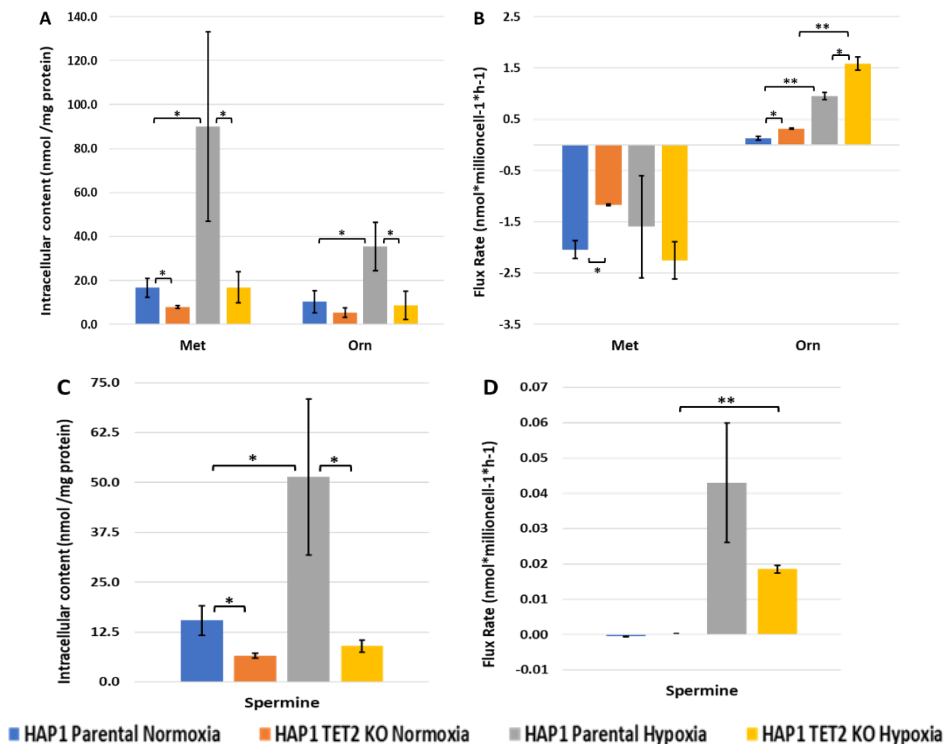 A
Intracellular content (nmol /mg protein)
140.0
120.0
100.0
80.0
60.0
40.0
20.0
0.0
*
*
*
*
*
Met
Orn
B
Flux Rate (nmol*millioncell-1*h-1)
1.5
0.5
-0.5
-1.5
-2.5
-3.5
**
*
**
*
*
Met
Orn
C
Intracellular content (nmol /mg protein)
75.0
62.5
50.0
37.5
25.0
12.5
0.0
*
*
*
Spermine
D
Flux Rate (nmol*millioncell-1*h-1)
0.07
0.06
0.05
0.04
0.03
0.02
0.01
0.00
-0.01
**
Spermine
HAP1 Parental Normoxia
HAP1 TET2 KO Normoxia
HAP1 Parental Hypoxia
HAP1 TET2 KO Hypoxia